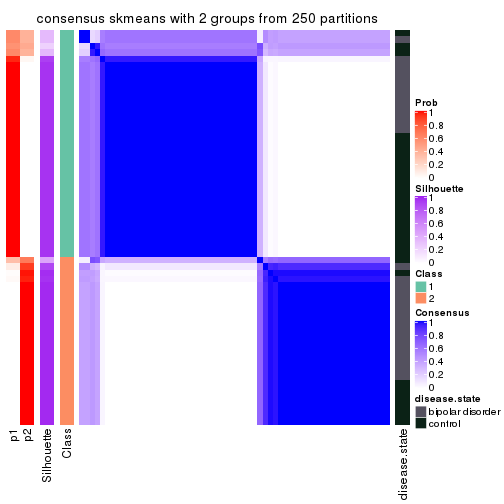 consensus skmeans with 2 groups from 250 partitions
Prob
1
0.8
0.6
0.4
0.2
0
Silhouette
1
0.8
0.6
0.4
0.2
0
Class
1
2
Consensus
1
0.8
0.6
0.4
0.2
0
disease.state
bipolar disorder
control
p1
p2
Silhouette
Class
disease.state